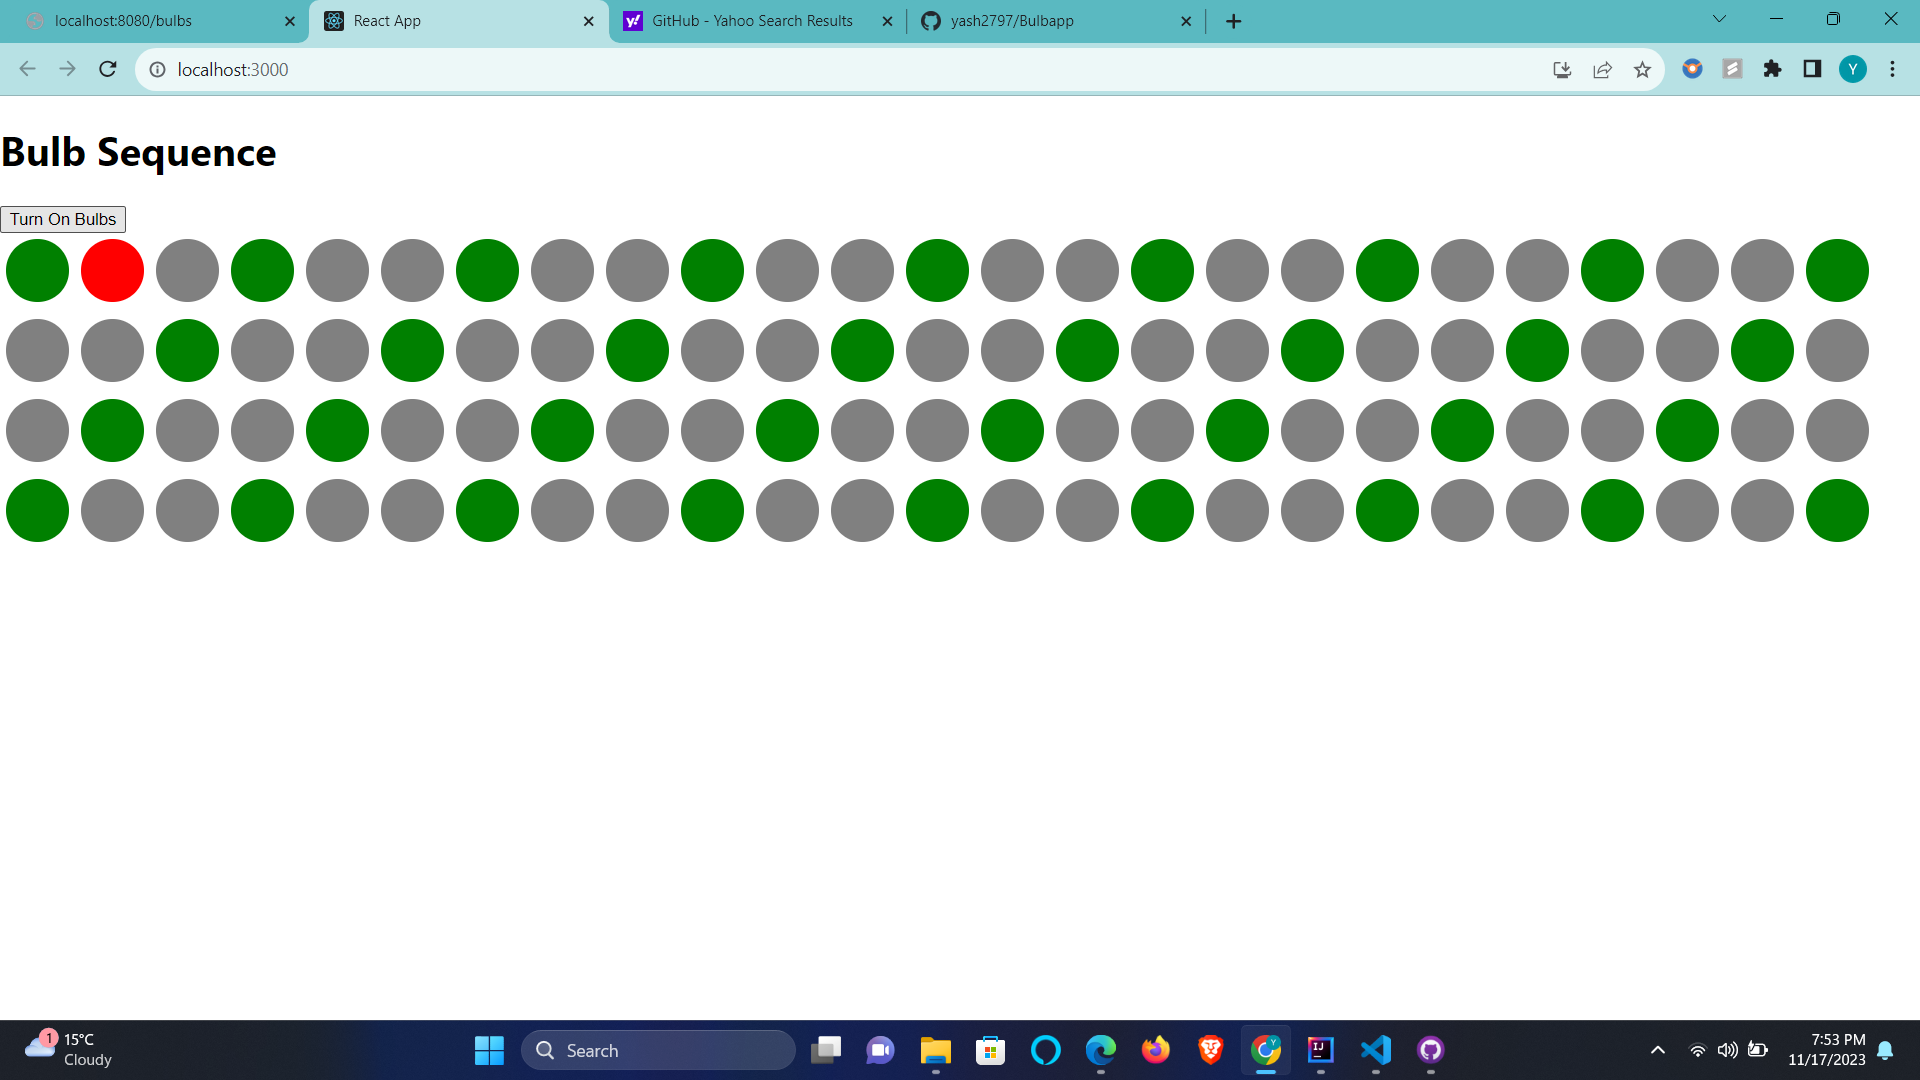 localhost:8080/bulbs
React App
GitHub - Yahoo Search Results
yash2797/Bulbapp
localhost:3000
Y
Bulb Sequence
Turn On Bulbs
1
15°C
Cloudy
Search
7:53 PM
11/17/2023